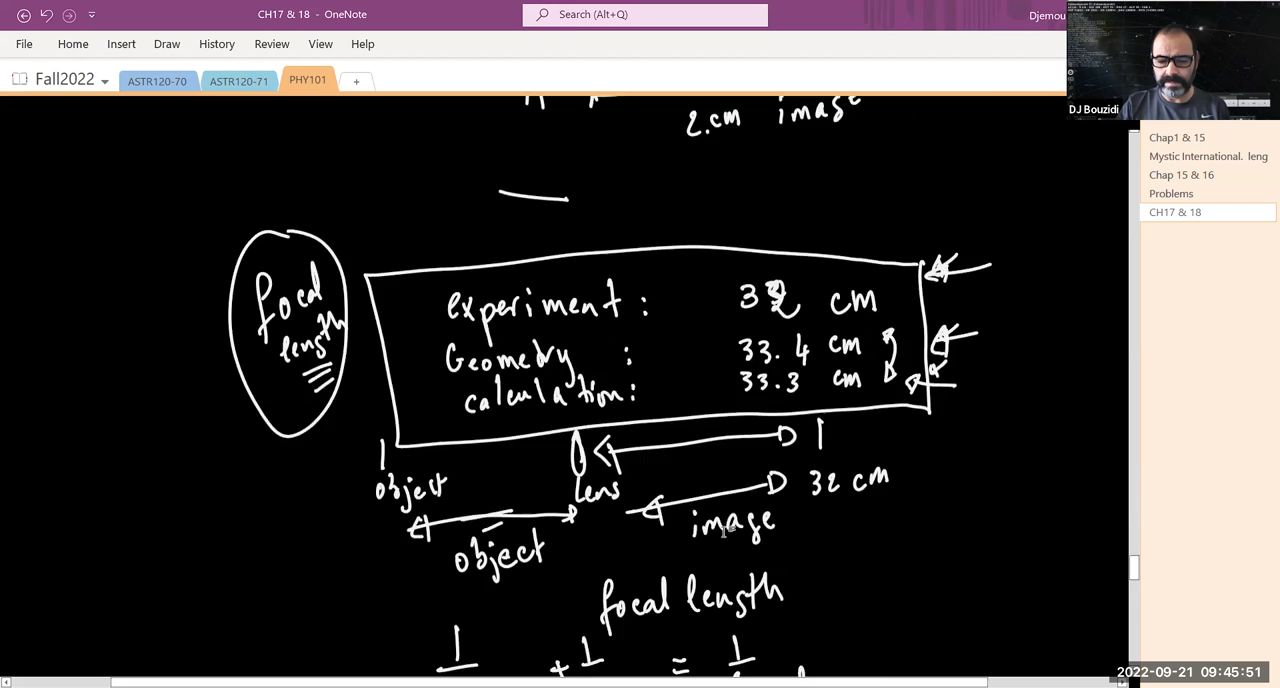 CH17 & 18 - OneNote
Search (Alt+Q)
Djemou
File Home Insert Draw History Review View Help
Fall2022 ASTR120-70 ASTR120-71 PHY101 +
DJ Bouzidi
Chap1 & 15
Mystic International. leng
Chap 15 & 16
Problems
CH17 & 18
2.cm image
focal length
experiment: 32 cm
Geometry : 33.4 cm
calculation: 33.3 cm
object
Lens
32 cm
object
image
focal length
1 + 1 = 1
2022-09-21 09:45:51